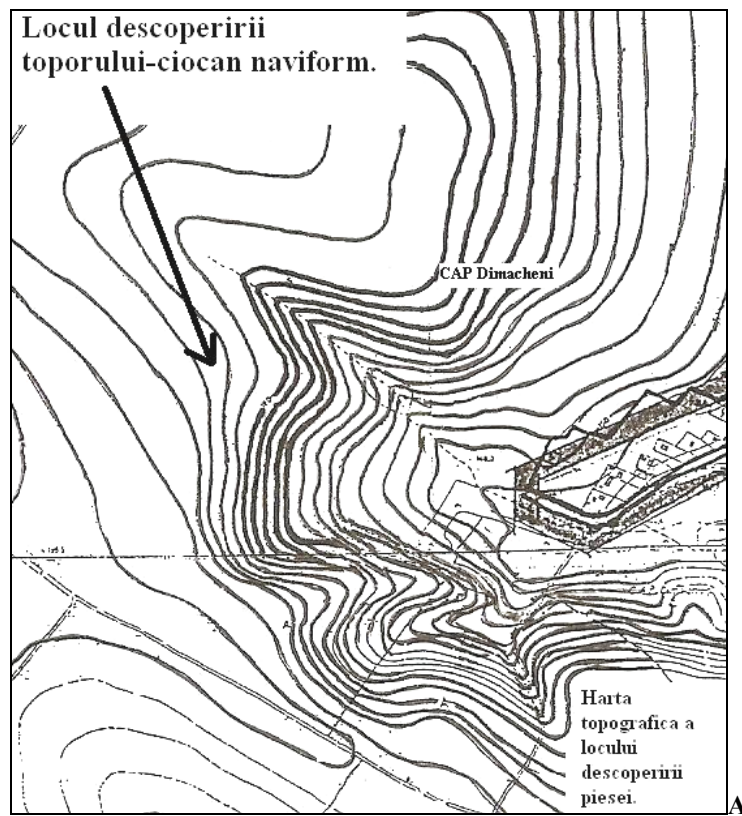 Locul descoperirii
toporului-ciocan naviform.
CAP Dimacheni
Harta
topografica a
locului
descoperirii
piesei.
A